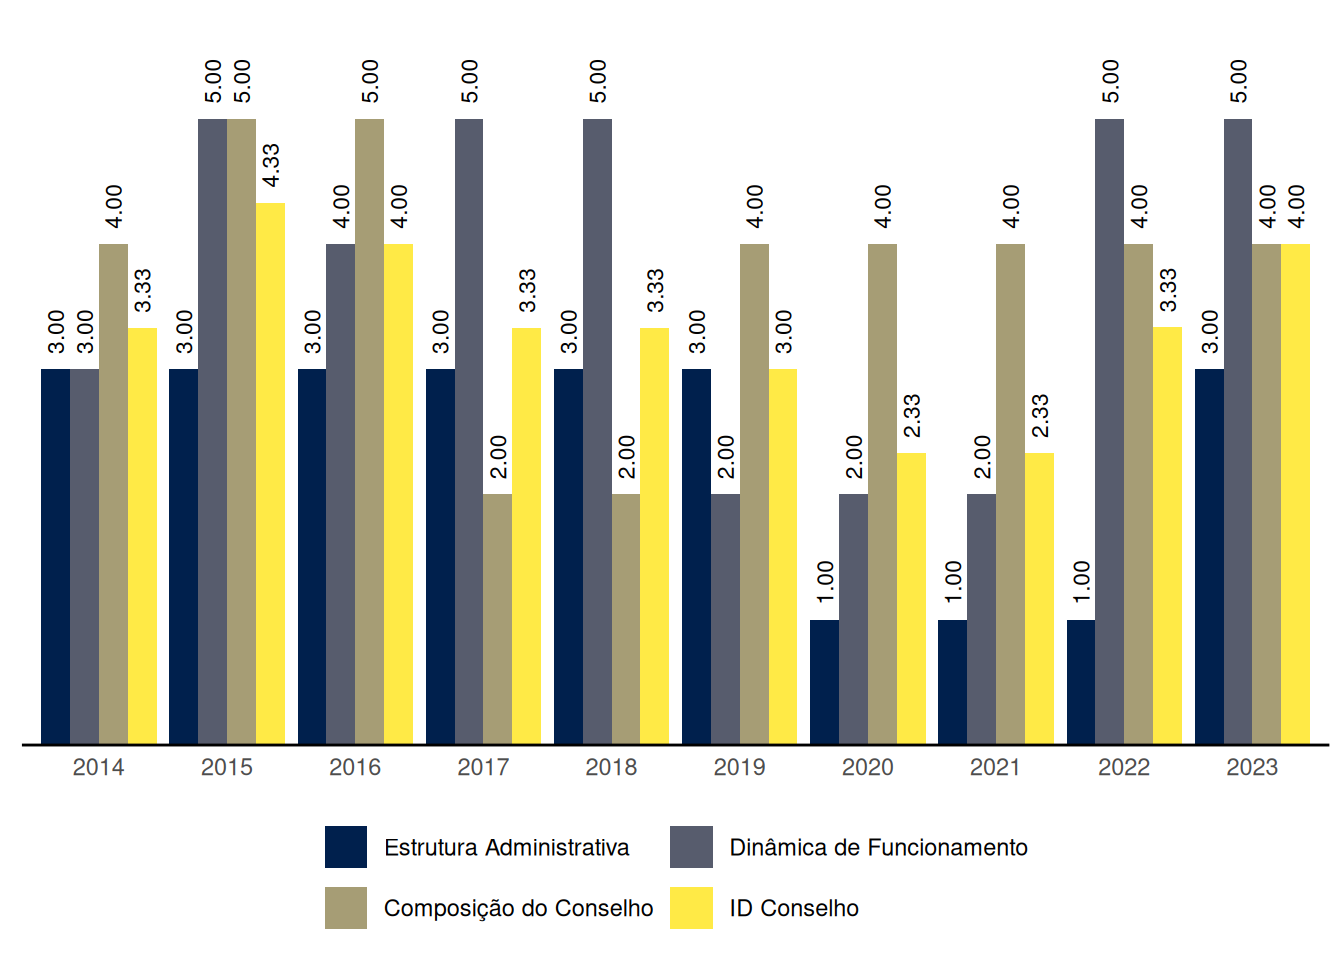 3.00 3.00 4.00 3.33 3.00 5.00 5.00 4.33 3.00 4.00 5.00 4.00 3.00 5.00 2.00 3.33 3.00 5.00 2.00 3.33 3.00 2.00 4.00 3.00 1.00 2.00 4.00 2.33 1.00 2.00 4.00 2.33 1.00 5.00 4.00 3.33 3.00 5.00 4.00 4.00
2014 2015 2016 2017 2018 2019 2020 2021 2022 2023
Estrutura Administrativa Dinâmica de Funcionamento
Composição do Conselho ID Conselho